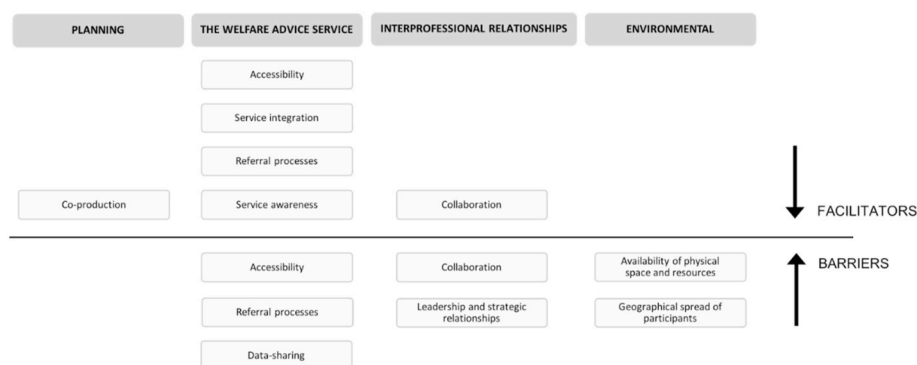 PLANNING
THE WELFARE ADVICE SERVICE
INTERPROFESSIONAL RELATIONSHIPS
ENVIRONMENTAL
Accessibility
Service integration
Referral processes
Co-production
Service awareness
Collaboration
FACILITATORS
Accessibility
Collaboration
Availability of physical
space and resources
BARRIERS
Referral processes
Leadership and strategic
relationships
Geographical spread of
participants
Data-sharing